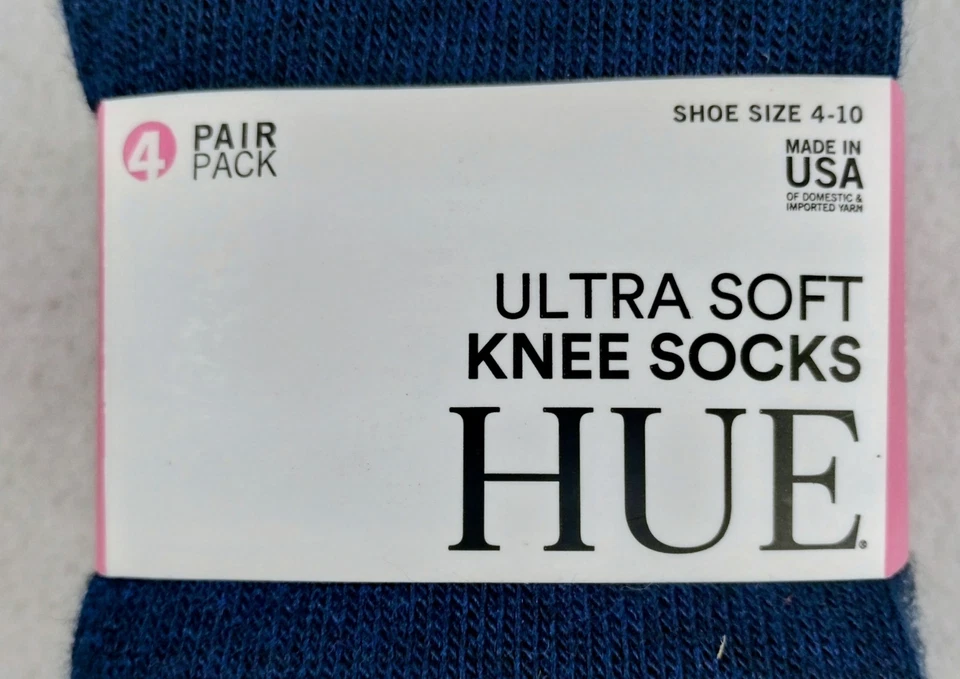 4 PAIR
PACK
SHOE SIZE 4-10
MADE IN
USA
OF DOMESTIC &
IMPORTED YARN
ULTRA SOFT
KNEE SOCKS
HUE®